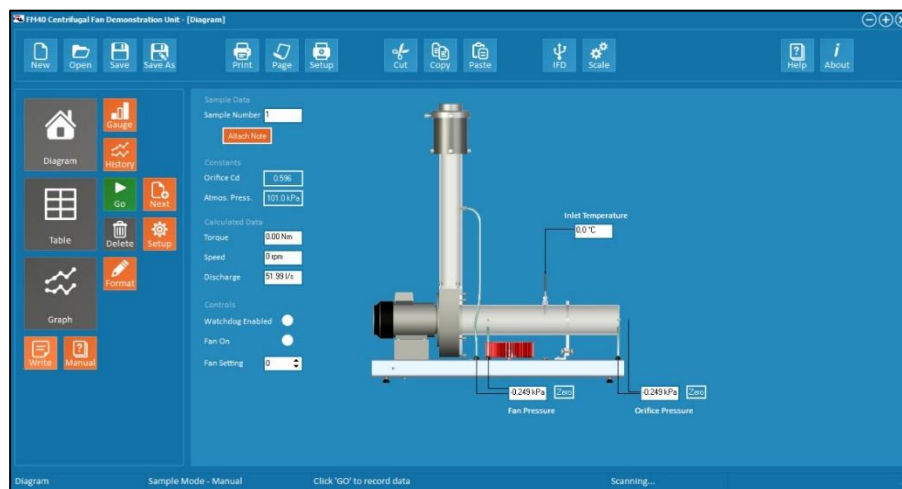 FM40 Centrifugal Fan Demonstration Unit - [Diagram]
New Open Save Save As Print Page Setup Cut Copy Paste IFD Scale Help About
Diagram
Gauge
History
Table
Go
Next
Delete
Setup
Graph
Format
Write
Manual
Sample Data
Sample Number 1
Attach Note
Constants
Orifice Cd 0.596
Atmos. Press. 101.0 kPa
Calculated Data
Torque 0.00 Nm
Speed 0 rpm
Discharge 51.99 l/s
Controls
Watchdog Enabled
Fan On
Fan Setting 0
Inlet Temperature
0.0 °C
-0.249 kPa Zero
Fan Pressure
-0.249 kPa Zero
Orifice Pressure
Diagram Sample Mode - Manual Click 'GO' to record data Scanning...